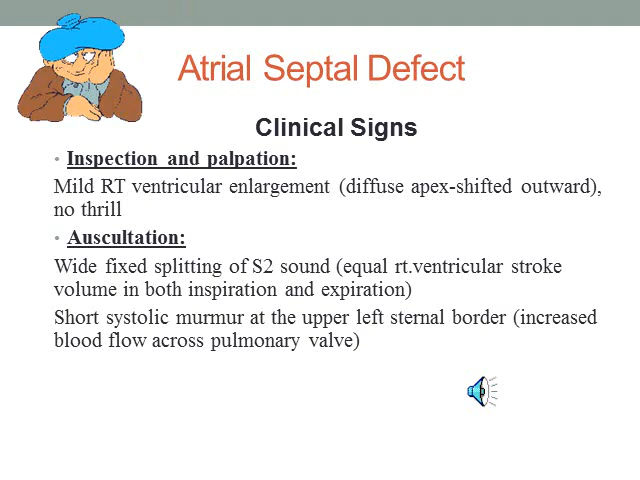 Atrial Septal Defect
Clinical Signs
• Inspection and palpation:
Mild RT ventricular enlargement (diffuse apex-shifted outward),
no thrill
• Auscultation:
Wide fixed splitting of S2 sound (equal rt.ventricular stroke
volume in both inspiration and expiration)
Short systolic murmur at the upper left sternal border (increased
blood flow across pulmonary valve)